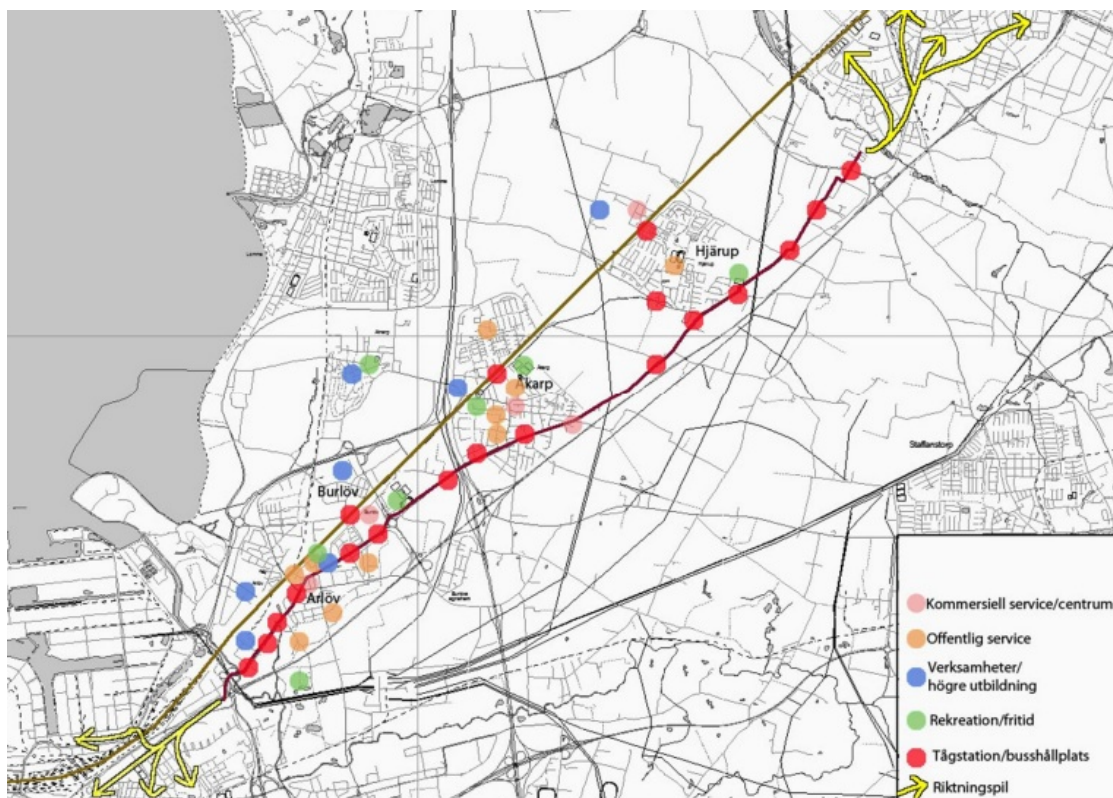 Hjärup
Åkarp
Staffanstorp
Burlöv
Arlöv
Kommersiell service/centrum
Offentlig service
Verksamheter/
högre utbildning
Rekreation/fritid
Tågstation/busshållplats
Riktningspil